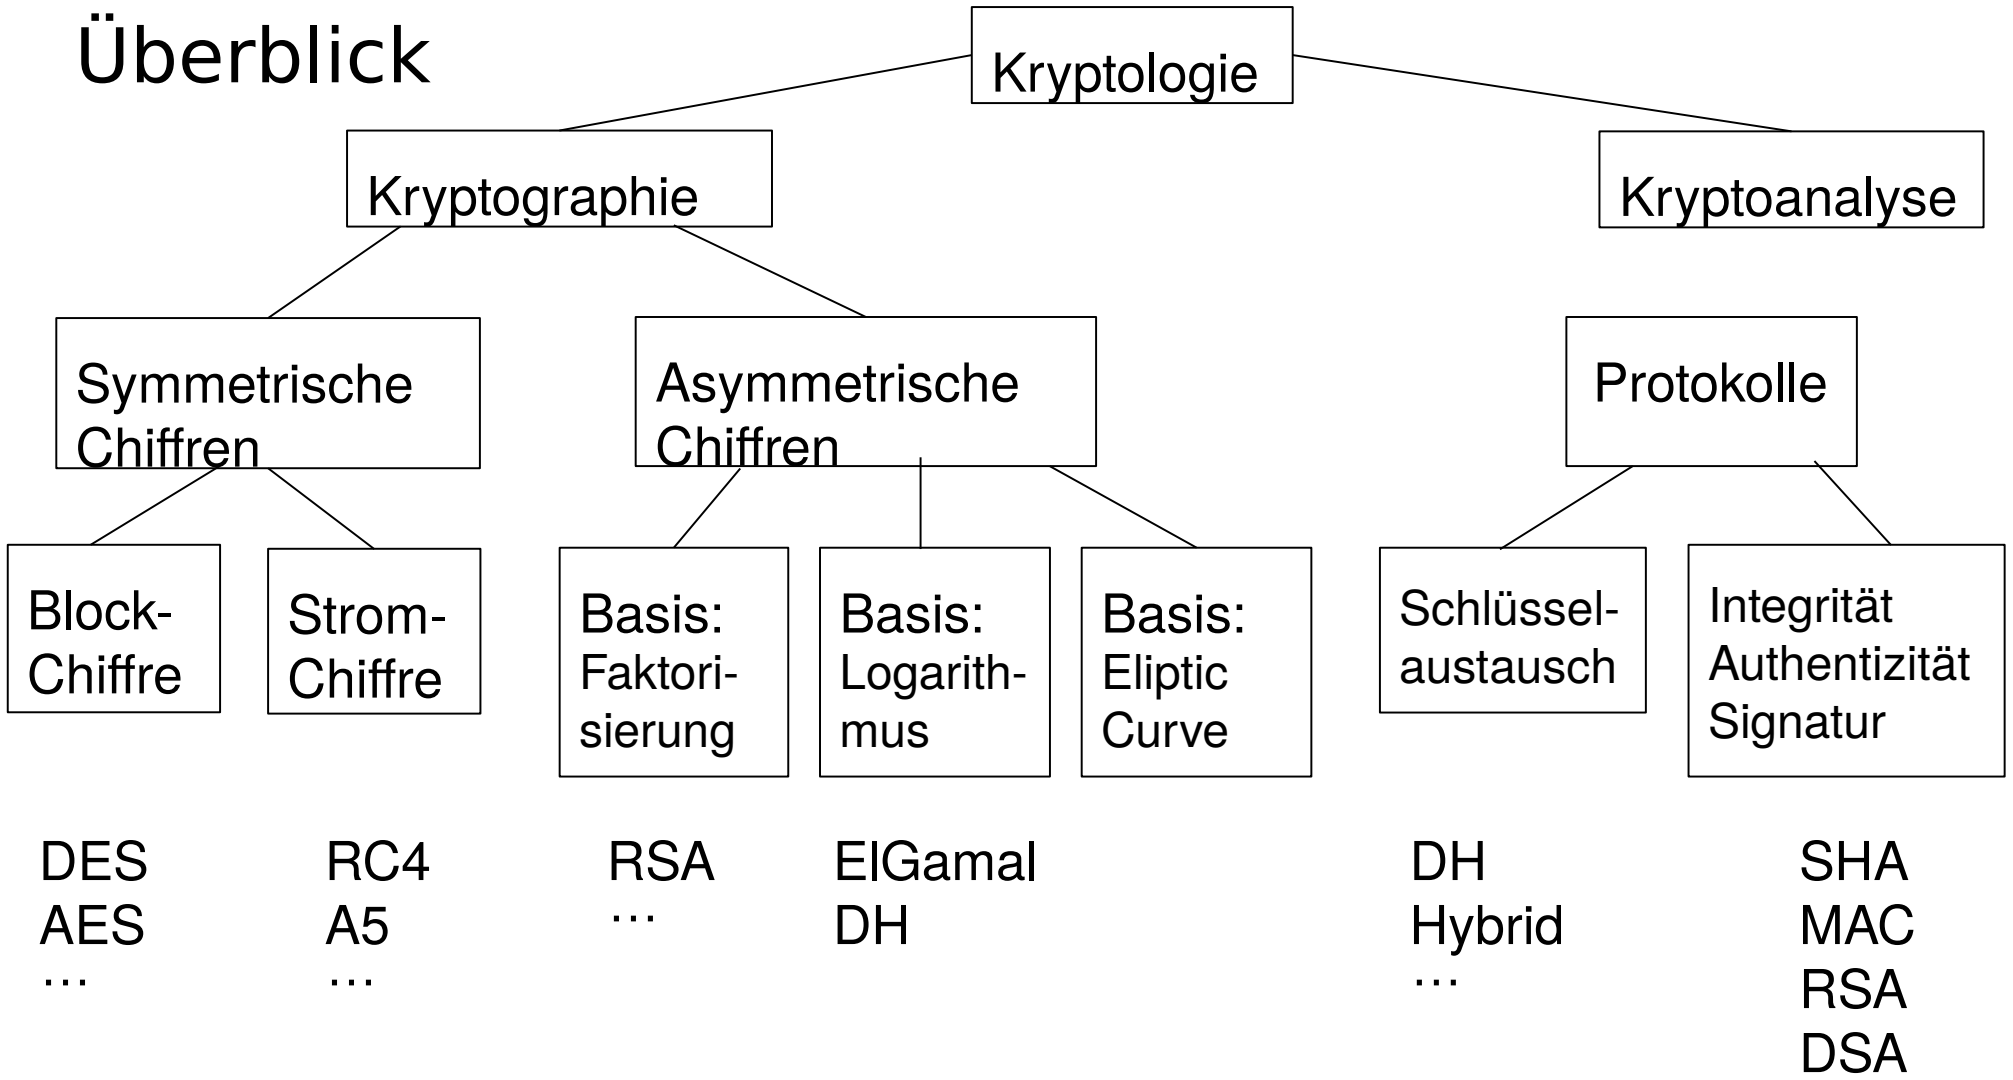 Überblick
Kryptologie
Kryptographie
Kryptoanalyse
Symmetrische
Chiffren
Asymmetrische
Chiffren
Protokolle
Block-
Chiffre
Strom-
Chiffre
Basis:
Faktori-
sierung
Basis:
Logarith-
mus
Basis:
Eliptic
Curve
Schlüssel-
austausch
Integrität
Authentizität
Signatur
DES
AES
…
RC4
A5
…
RSA
…
ElGamal
DH
DH
Hybrid
…
SHA
MAC
RSA
DSA